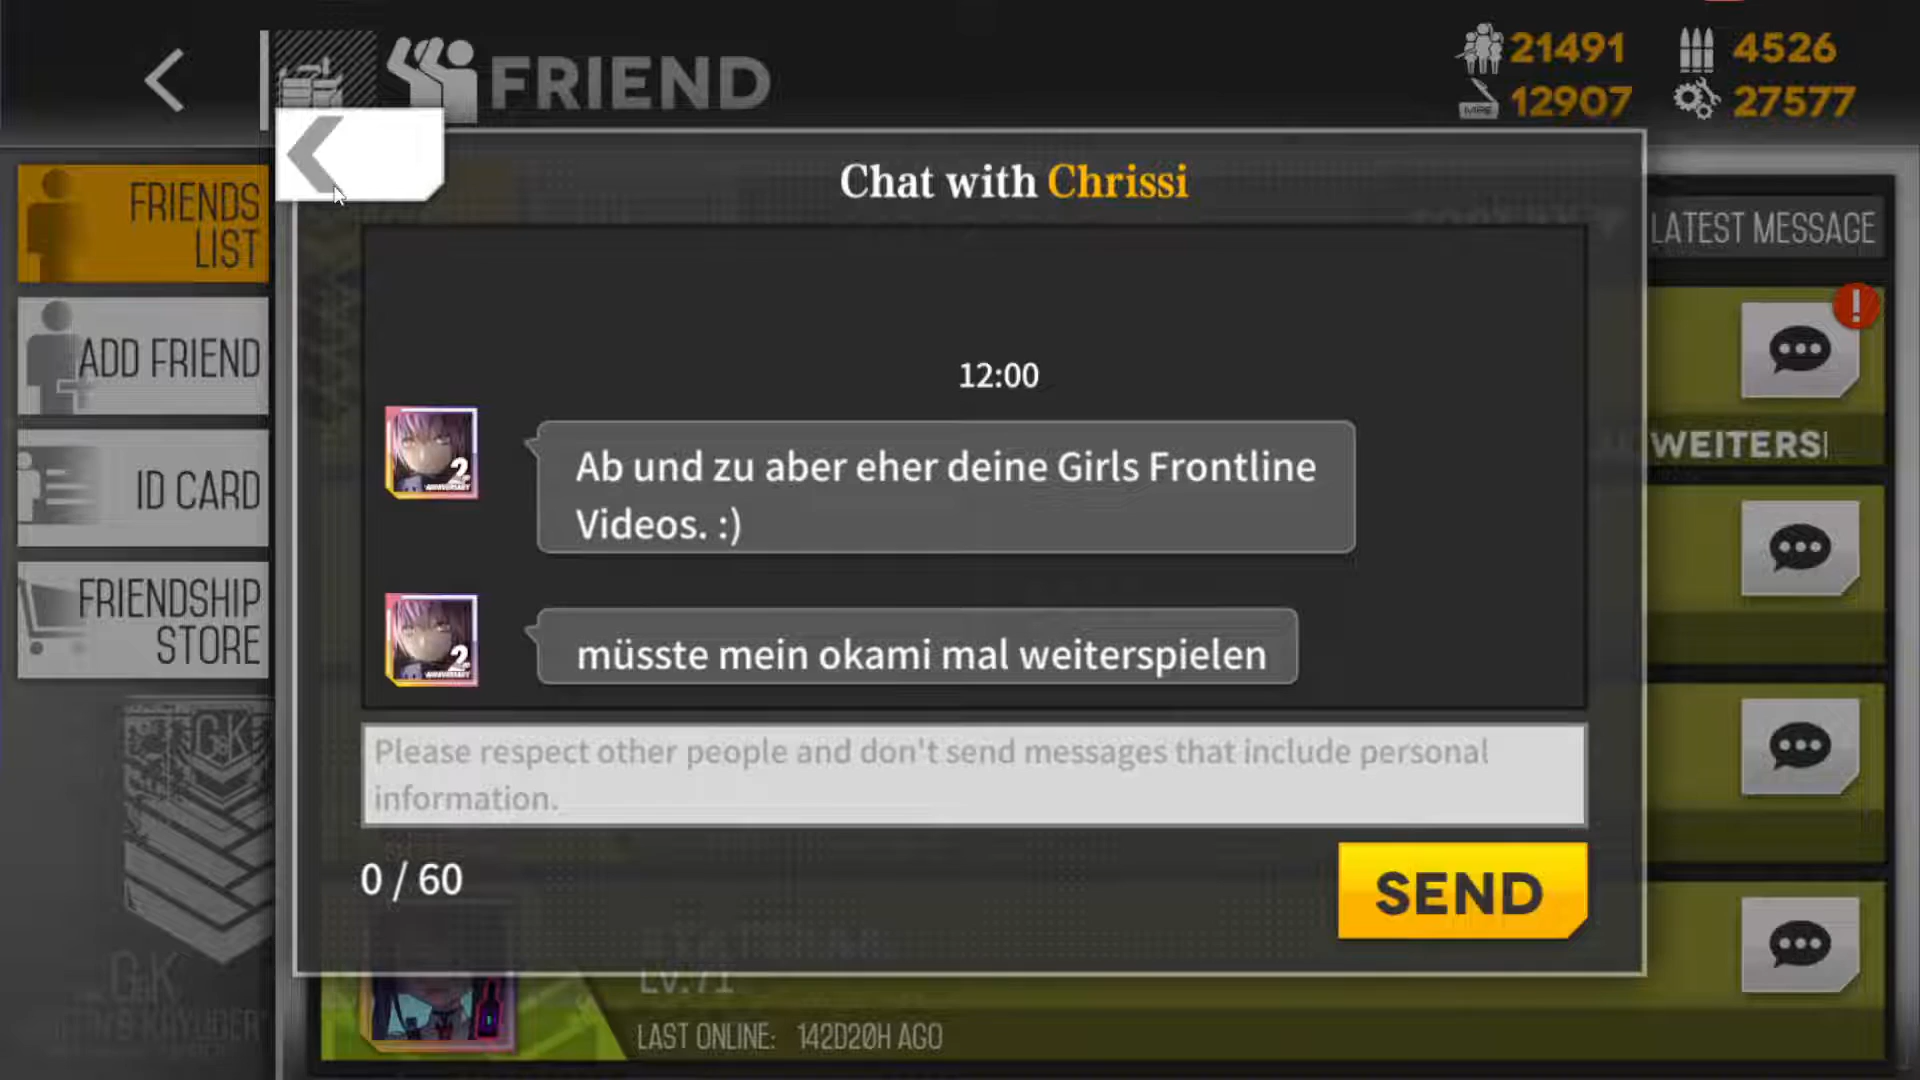 FRIEND
21491
4526
12907
27577
Chat with Chrissi
FRIENDS
LIST
LATEST MESSAGE
ADD FRIEND
12:00
WEITERS
Ab und zu aber eher deine Girls Frontline
Videos. :)
ID CARD
FRIENDSHIP
STORE
müsste mein okami mal weiterspielen
Please respect other people and don't send messages that include personal
information.
0 / 60
SEND
LV.71
LAST ONLINE: 142D20H AGO